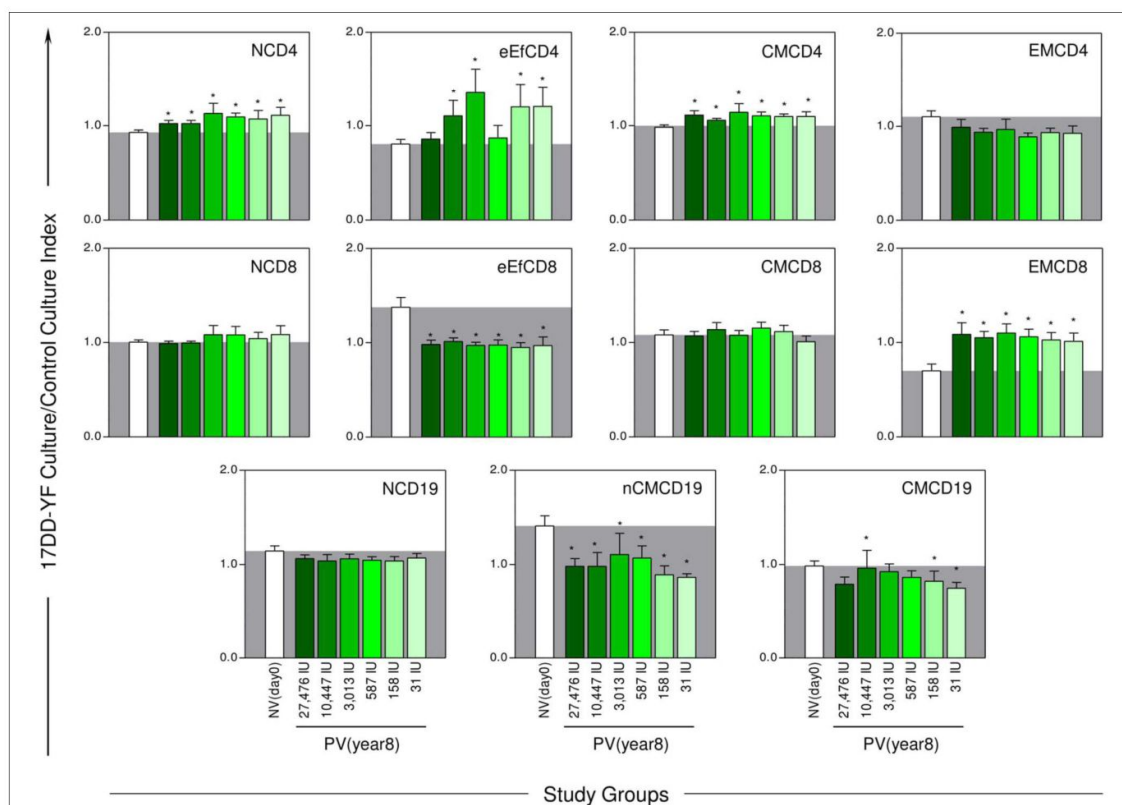 17DD-YF Culture/Control Culture Index
2.0
1.0
0.0
NCD4
* * * * * *
2.0
1.0
0.0
eEfCD4
* * * *
2.0
1.0
0.0
CMCD4
* * * * * *
2.0
1.0
0.0
EMCD4
2.0
1.0
0.0
NCD8
2.0
1.0
0.0
eEfCD8
* * * * * *
2.0
1.0
0.0
CMCD8
2.0
1.0
0.0
EMCD8
* * * * * *
2.0
1.0
0.0
NCD19
NV(day0)
27,476 IU
10,447 IU
3,013 IU
587 IU
158 IU
31 IU
PV(year8)
2.0
1.0
0.0
nCMCD19
* * * * * *
NV(day0)
27,476 IU
10,447 IU
3,013 IU
587 IU
158 IU
31 IU
PV(year8)
2.0
1.0
0.0
CMCD19
* * *
NV(day0)
27,476 IU
10,447 IU
3,013 IU
587 IU
158 IU
31 IU
PV(year8)
Study Groups